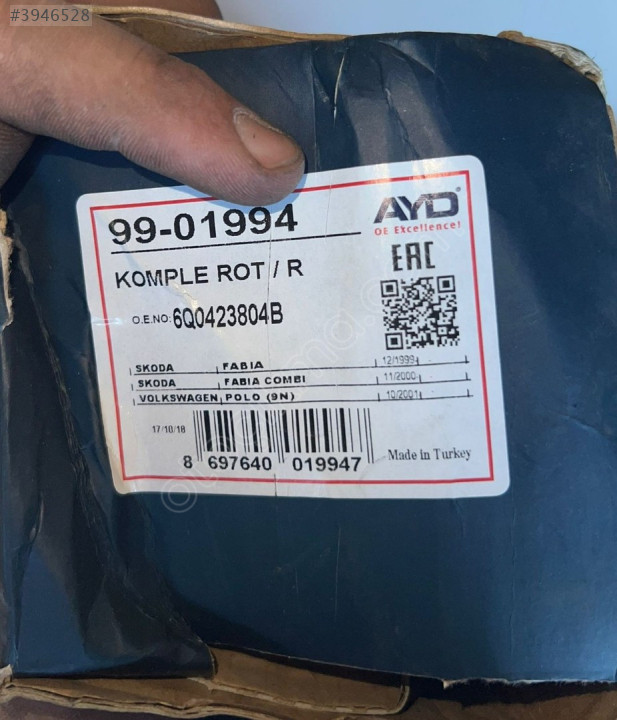 #3946528
99-01994
AYD®
OE Excellence!
EAC
KOMPLE ROT / R
O.E.NO: 6Q0423804B
SKODA FABIA 12/1999
SKODA FABIA COMBI 11/2000
VOLKSWAGEN POLO (9N) 10/2001
17/10/18
8 697640 019947
Made in Turkey